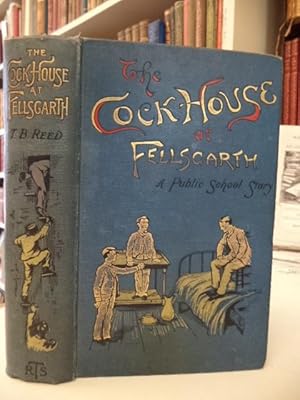 THE
COCK-HOUSE
AT
FELLSGARTH
T. B. REED
RTS
The
COCK-HOUSE
at
FELLSGARTH
A Public School Story